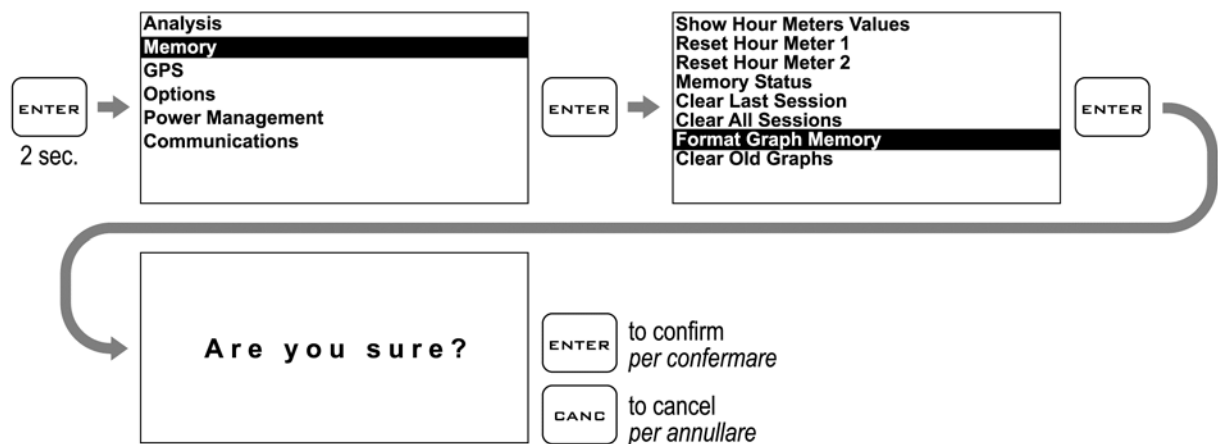 ENTER
2 sec.
Analysis
Memory
GPS
Options
Power Management
Communications
ENTER
Show Hour Meters Values
Reset Hour Meter 1
Reset Hour Meter 2
Memory Status
Clear Last Session
Clear All Sessions
Format Graph Memory
Clear Old Graphs
ENTER
Are you sure?
ENTER
to confirm
per confermare
CANC
to cancel
per annullare